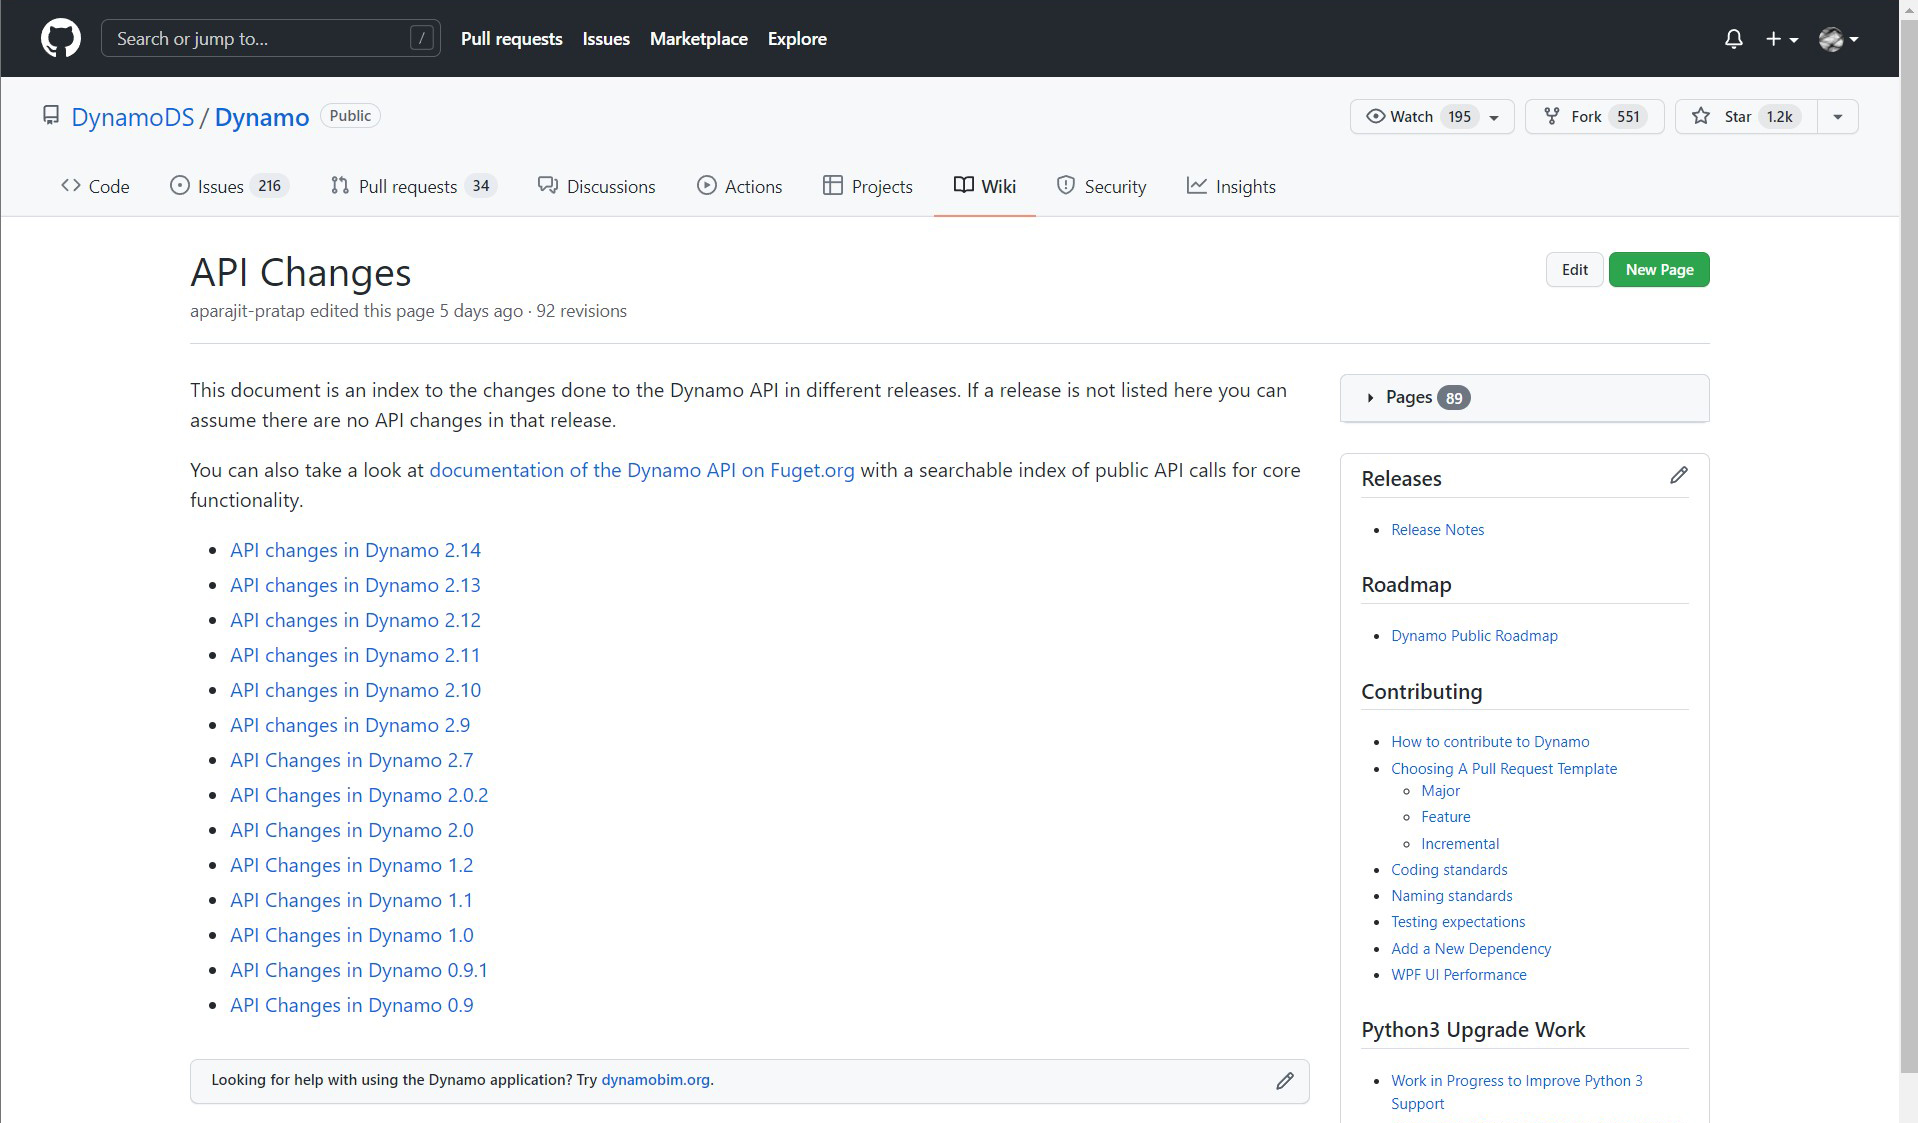 Search or jump to... /
Pull requests Issues Marketplace Explore
DynamoDS / Dynamo Public
Watch 195 Fork 551 Star 1.2k
Code Issues 216 Pull requests 34 Discussions Actions Projects Wiki Security Insights
API Changes
Edit New Page
aparajit-pratap edited this page 5 days ago · 92 revisions
This document is an index to the changes done to the Dynamo API in different releases. If a release is not listed here you can
assume there are no API changes in that release.
You can also take a look at documentation of the Dynamo API on Fuget.org with a searchable index of public API calls for core
functionality.
API changes in Dynamo 2.14
API changes in Dynamo 2.13
API changes in Dynamo 2.12
API changes in Dynamo 2.11
API changes in Dynamo 2.10
API changes in Dynamo 2.9
API Changes in Dynamo 2.7
API Changes in Dynamo 2.0.2
API Changes in Dynamo 2.0
API Changes in Dynamo 1.2
API Changes in Dynamo 1.1
API Changes in Dynamo 1.0
API Changes in Dynamo 0.9.1
API Changes in Dynamo 0.9
Looking for help with using the Dynamo application? Try dynamobim.org.
Pages 89
Releases
Release Notes
Roadmap
Dynamo Public Roadmap
Contributing
How to contribute to Dynamo
Choosing A Pull Request Template
Major
Feature
Incremental
Coding standards
Naming standards
Testing expectations
Add a New Dependency
WPF UI Performance
Python3 Upgrade Work
Work in Progress to Improve Python 3
Support